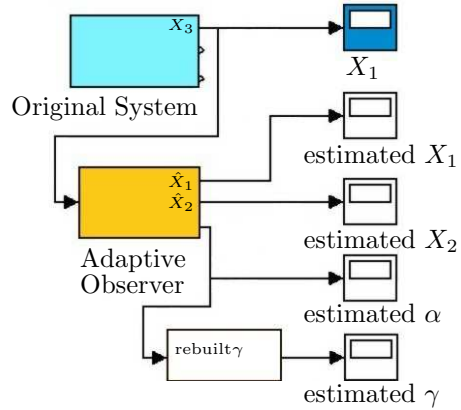 X₃
X₁
Original System
estimated X₁
X̂₁
X̂₂
estimated X₂
Adaptive
Observer
estimated α
rebuiltγ
estimated γ